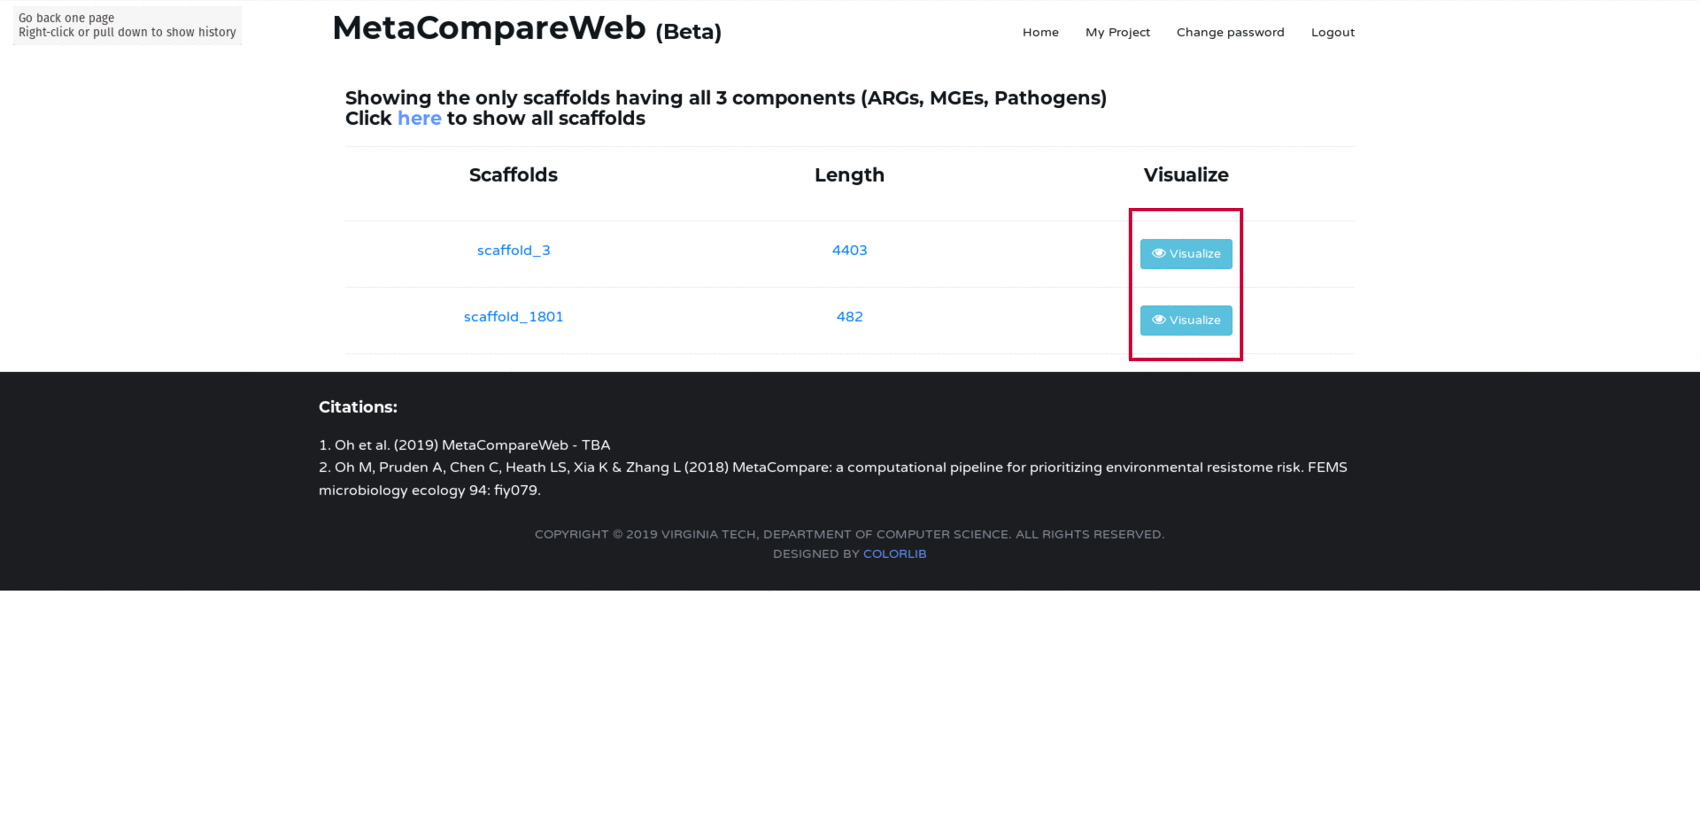 Go back one page
Right-click or pull down to show history
MetaCompareWeb (Beta)
Home My Project Change password Logout
Showing the only scaffolds having all 3 components (ARGs, MGEs, Pathogens)
Click here to show all scaffolds
Scaffolds Length Visualize
scaffold_3 4403 Visualize
scaffold_1801 482 Visualize
Citations:
1. Oh et al. (2019) MetaCompareWeb - TBA
2. Oh M, Pruden A, Chen C, Heath LS, Xia K & Zhang L (2018) MetaCompare: a computational pipeline for prioritizing environmental resistome risk. FEMS
microbiology ecology 94: fiy079.
COPYRIGHT © 2019 VIRGINIA TECH, DEPARTMENT OF COMPUTER SCIENCE. ALL RIGHTS RESERVED.
DESIGNED BY COLORLIB